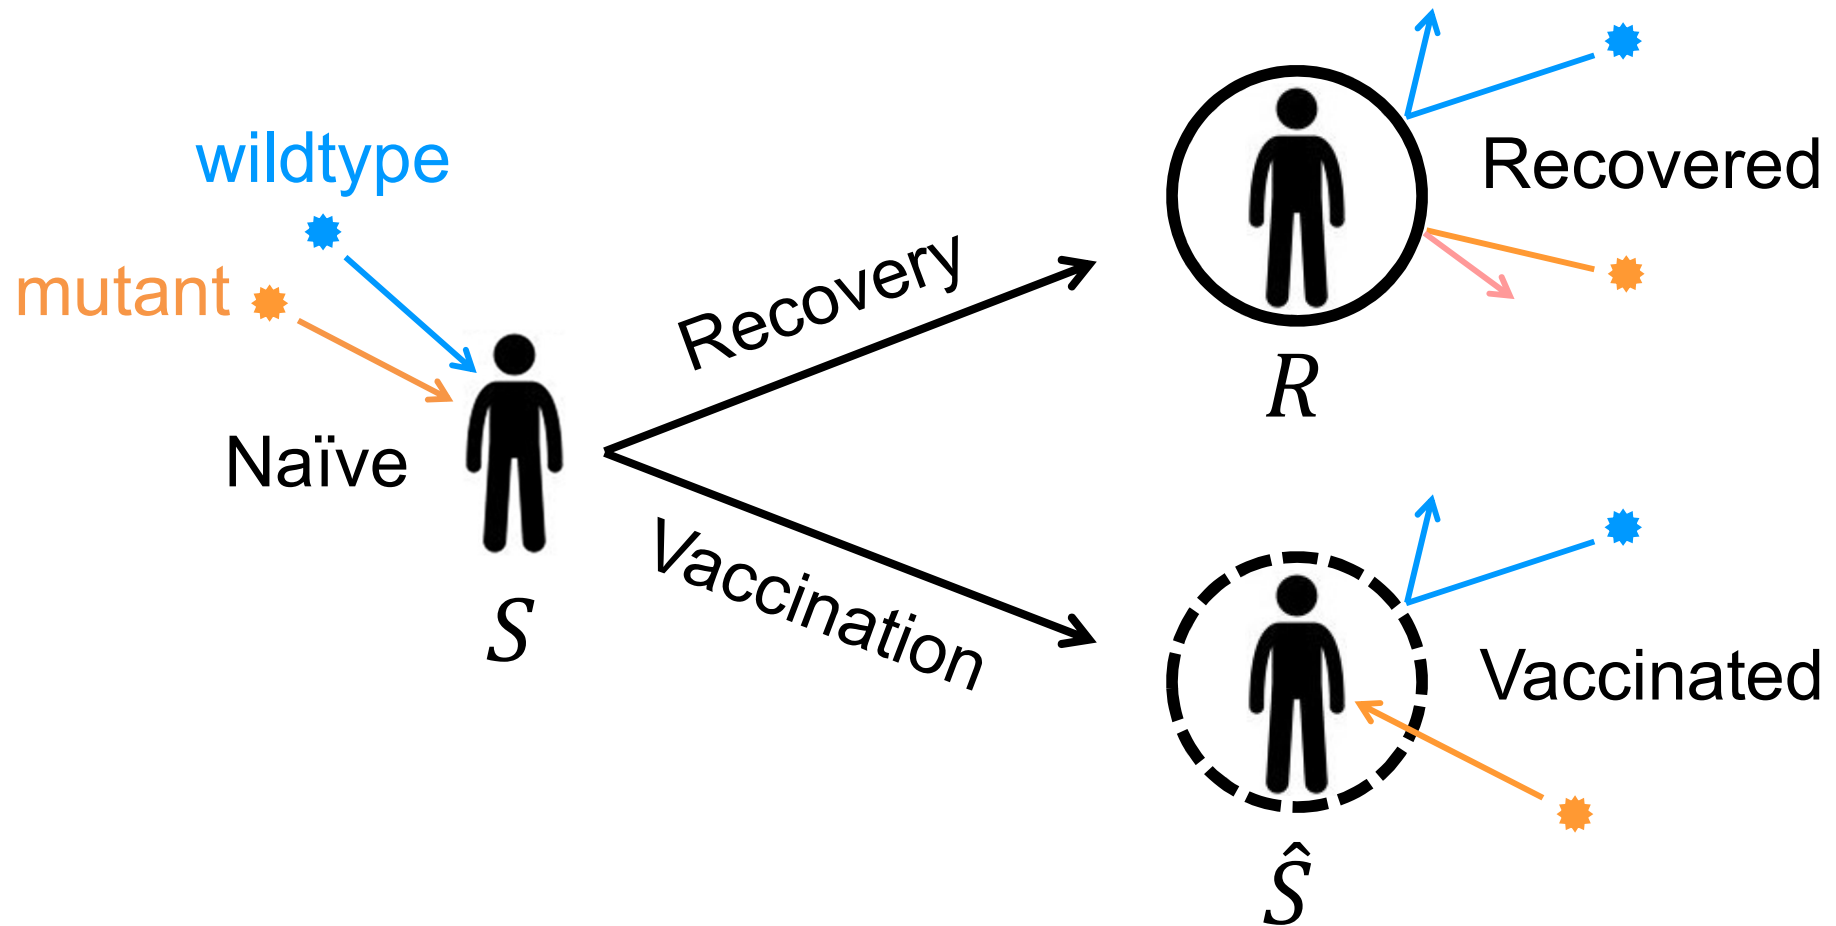 wildtype
mutant
Naïve
S
Recovery
Vaccination
Recovered
R
Vaccinated
Ŝ